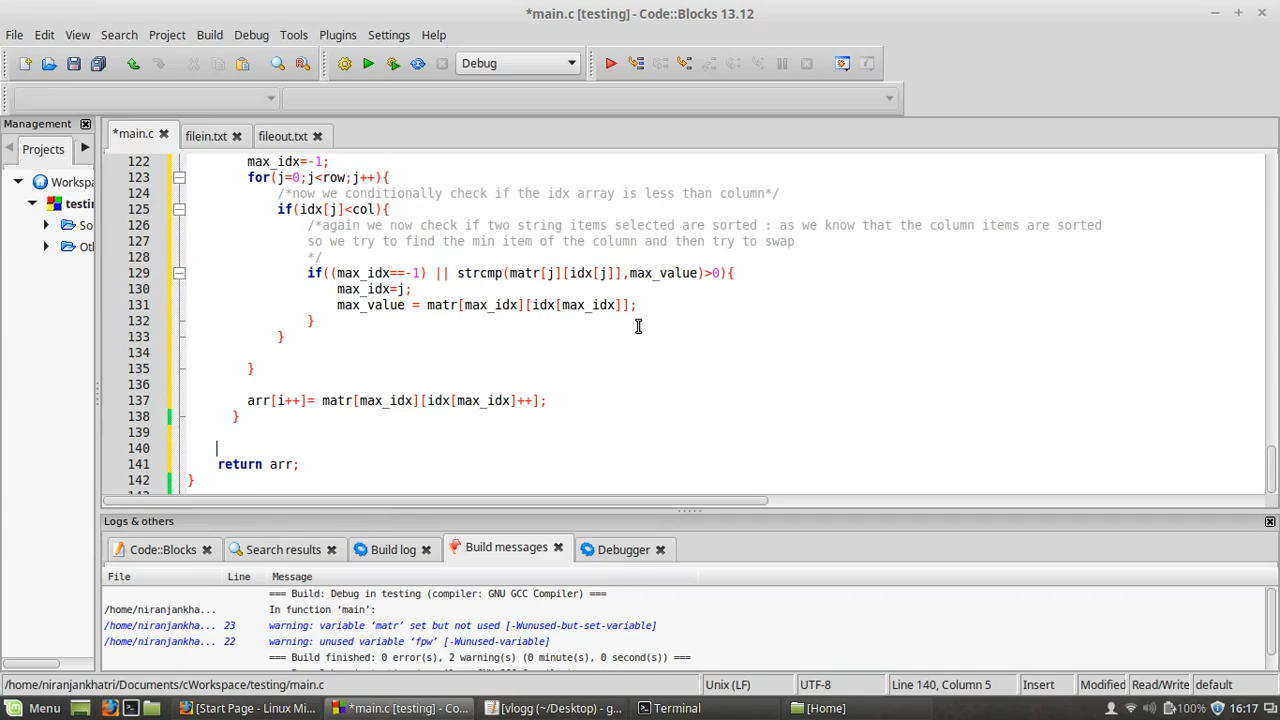 *main.c [testing] - Code::Blocks 13.12
File Edit View Search Project Build Debug Tools Plugins Settings Help
Debug
Management
Projects
Workspa
testin
So
Oth
*main.c filein.txt fileout.txt
122 max_idx=-1;
123 for(j=0;j<row;j++){
124 /*now we conditionally check if the idx array is less than column*/
125 if(idx[j]<col){
126 /*again we now check if two string items selected are sorted : as we know that the column items are sorted
127 so we try to find the min item of the column and then try to swap
128 */
129 if((max_idx==-1) || strcmp(matr[j][idx[j]],max_value)>0){
130 max_idx=j;
131 max_value = matr[max_idx][idx[max_idx]];
132 }
133 }
134
135 }
136
137 arr[i++]= matr[max_idx][idx[max_idx]++];
138 }
139
140
141 return arr;
142 }
Logs & others
Code::Blocks Search results Build log Build messages Debugger
File Line Message
=== Build: Debug in testing (compiler: GNU GCC Compiler) ===
/home/niranjankha... In function ‘main’:
/home/niranjankha... 23 warning: variable ‘matr’ set but not used [-Wunused-but-set-variable]
/home/niranjankha... 22 warning: unused variable ‘fpw’ [-Wunused-variable]
=== Build finished: 0 error(s), 2 warning(s) (0 minute(s), 0 second(s)) ===
/home/niranjankhatri/Documents/cWorkspace/testing/main.c Unix (LF) UTF-8 Line 140, Column 5 Insert Modified Read/Write default
Menu [Start Page - Linux Mi... *main.c [testing] - Co... [vlogg (~/Desktop) - g... Terminal [Home] 100% 16:17